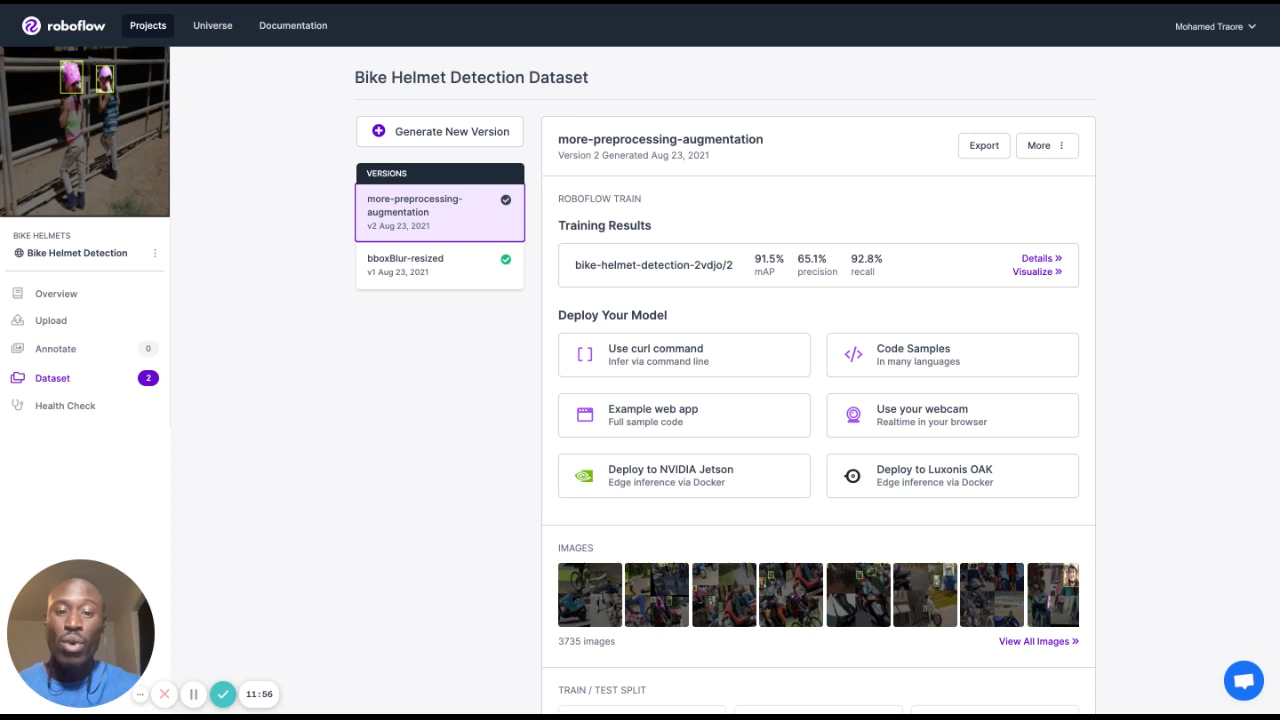 roboflow
Projects
Universe
Documentation
Mohamed Traore
BIKE HELMETS
Bike Helmet Detection
Overview
Upload
Annotate 0
Dataset 2
Health Check
Bike Helmet Detection Dataset
Generate New Version
VERSIONS
more-preprocessing-
augmentation
v2 Aug 23, 2021
bboxBlur-resized
v1 Aug 23, 2021
more-preprocessing-augmentation
Version 2 Generated Aug 23, 2021
Export
More
ROBOFLOW TRAIN
Training Results
bike-helmet-detection-2vdjo/2
91.5%
mAP
65.1%
precision
92.8%
recall
Details »
Visualize »
Deploy Your Model
Use curl command
Infer via command line
Code Samples
In many languages
Example web app
Full sample code
Use your webcam
Realtime in your browser
Deploy to NVIDIA Jetson
Edge inference via Docker
Deploy to Luxonis OAK
Edge inference via Docker
IMAGES
3735 images
View All Images »
TRAIN / TEST SPLIT
11:56